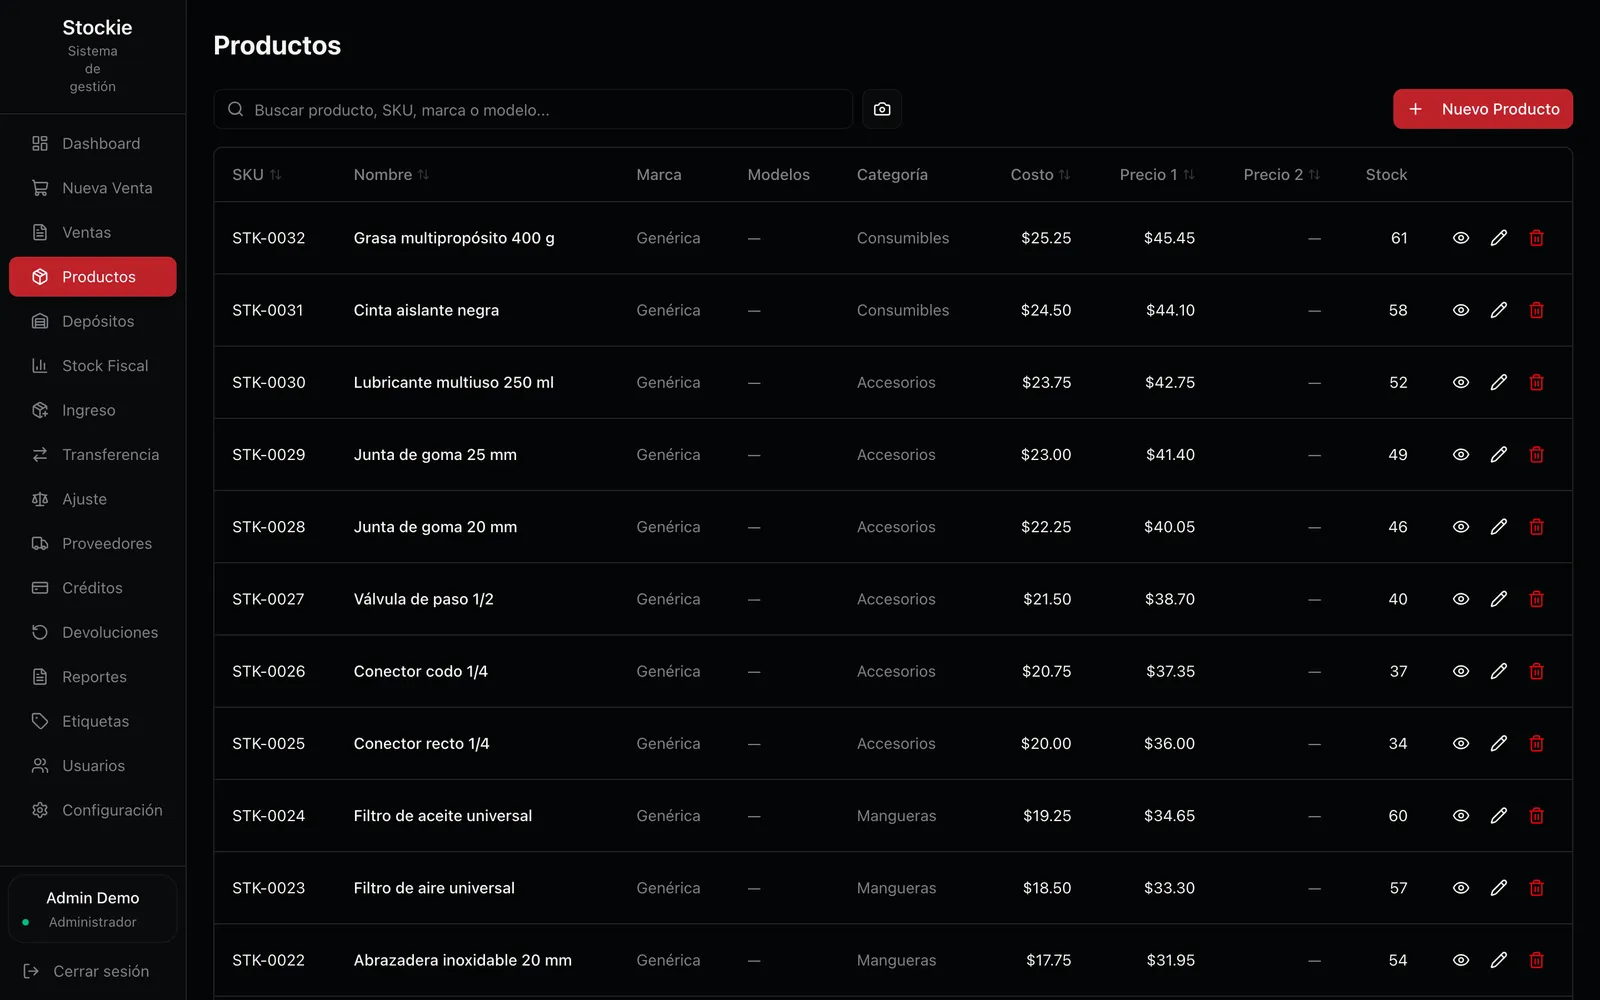 Stockie
Sistema
de
gestión
Dashboard
Nueva Venta
Ventas
Productos
Depósitos
Stock Fiscal
Ingreso
Transferencia
Ajuste
Proveedores
Créditos
Devoluciones
Reportes
Etiquetas
Usuarios
Configuración
Admin Demo
Administrador
Cerrar sesión
Productos
Buscar producto, SKU, marca o modelo...
+ Nuevo Producto
SKU Nombre Marca Modelos Categoría Costo Precio 1 Precio 2 Stock
STK-0032 Grasa multipropósito 400 g Genérica — Consumibles $25.25 $45.45 — 61
STK-0031 Cinta aislante negra Genérica — Consumibles $24.50 $44.10 — 58
STK-0030 Lubricante multiuso 250 ml Genérica — Accesorios $23.75 $42.75 — 52
STK-0029 Junta de goma 25 mm Genérica — Accesorios $23.00 $41.40 — 49
STK-0028 Junta de goma 20 mm Genérica — Accesorios $22.25 $40.05 — 46
STK-0027 Válvula de paso 1/2 Genérica — Accesorios $21.50 $38.70 — 40
STK-0026 Conector codo 1/4 Genérica — Accesorios $20.75 $37.35 — 37
STK-0025 Conector recto 1/4 Genérica — Accesorios $20.00 $36.00 — 34
STK-0024 Filtro de aceite universal Genérica — Mangueras $19.25 $34.65 — 60
STK-0023 Filtro de aire universal Genérica — Mangueras $18.50 $33.30 — 57
STK-0022 Abrazadera inoxidable 20 mm Genérica — Mangueras $17.75 $31.95 — 54